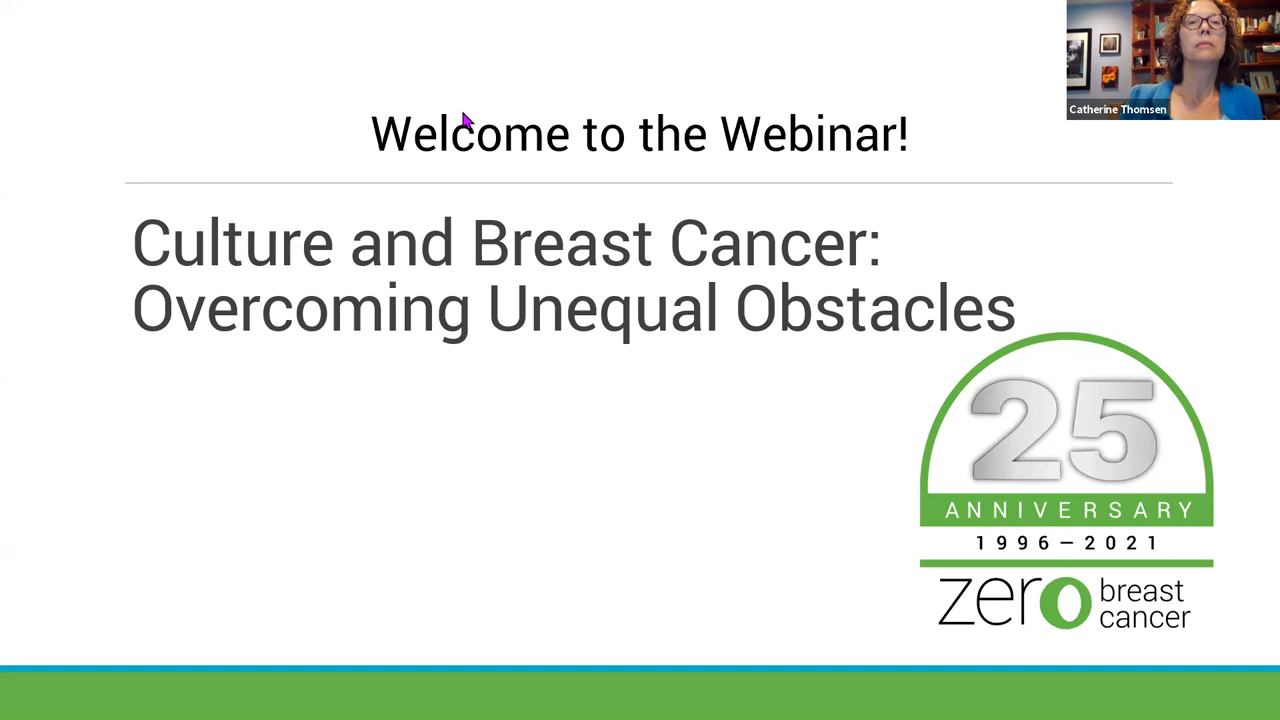 Catherine Thomsen
Welcome to the Webinar!
Culture and Breast Cancer:
Overcoming Unequal Obstacles
25
ANNIVERSARY
1996–2021
zero breast
cancer